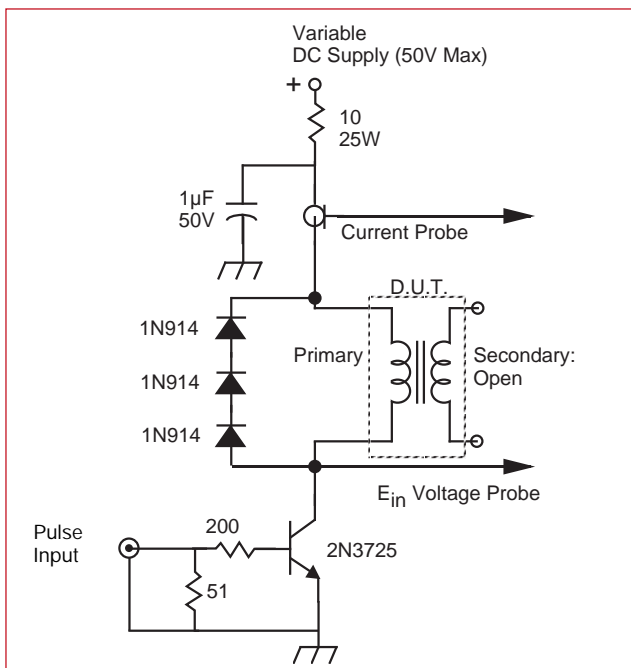 Variable
DC Supply (50V Max)
+
10
25W
1µF
50V
Current Probe
D.U.T.
1N914
Primary
Secondary:
Open
1N914
1N914
Ein Voltage Probe
Pulse
Input
200
2N3725
51